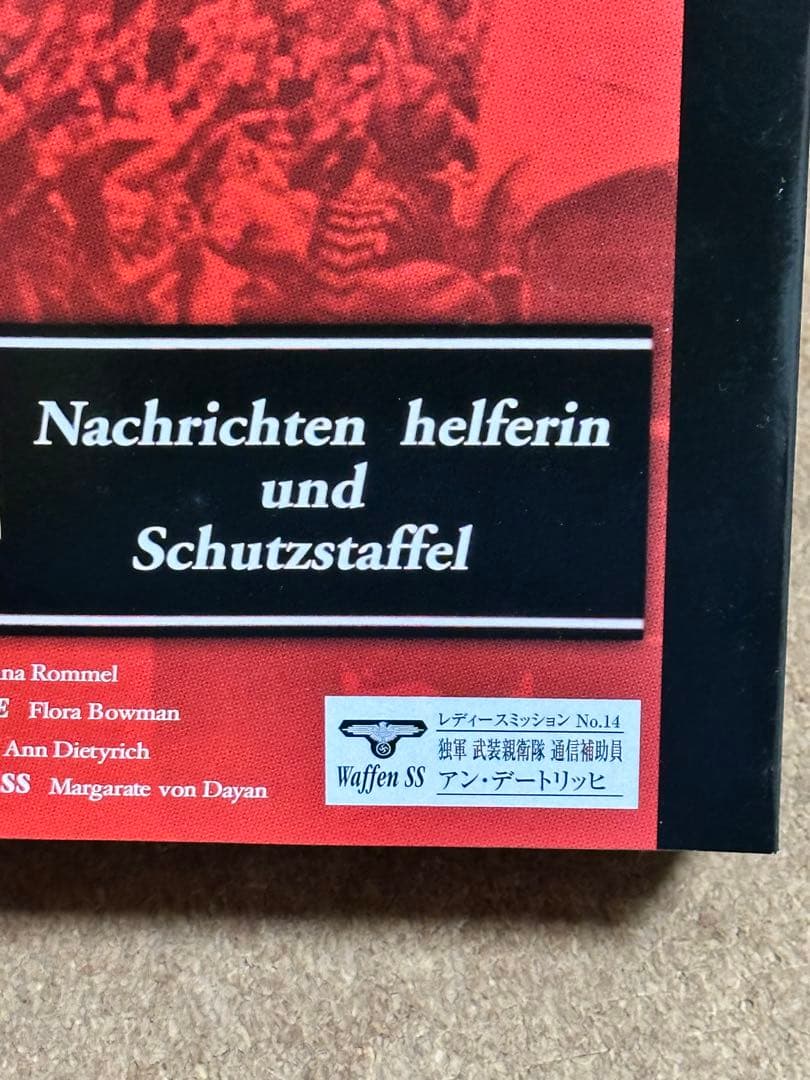 Nachrichten helferin
und
Schutzstaffel
na Rommel
E Flora Bowman
Ann Dietyrich
SS Margarate von Dayan
レディースミッション No.14
独軍 武装親衛隊 通信補助員
Waffen SS アン・デートリッヒ